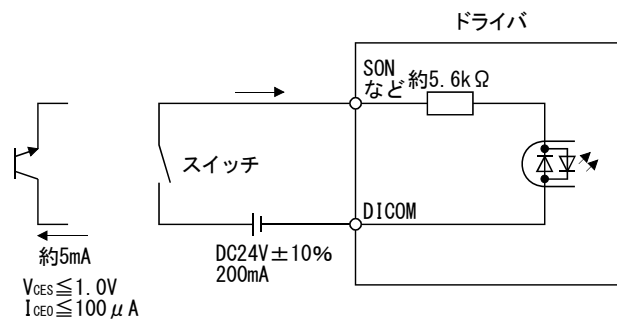 ドライバ
SON
など
約5.6kΩ
スイッチ
DICOM
約5mA
DC24V±10%
200mA
VCES≦1.0V
ICEO≦100μA